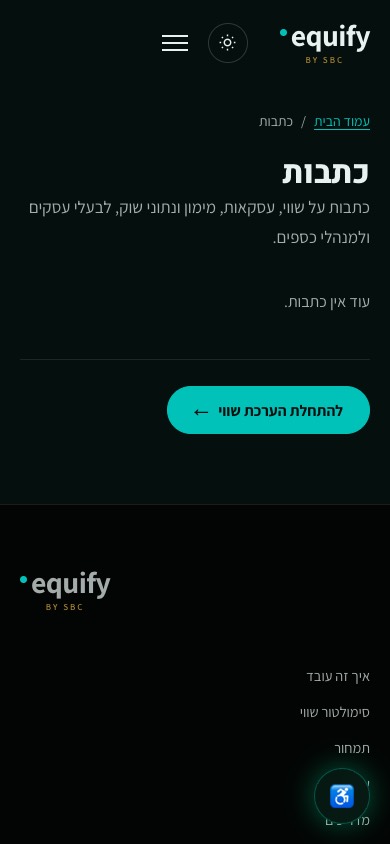 equify
BY SBC
עמוד הבית / כתבות
כתבות
כתבות על שווי, עסקאות, מימון ונתוני שוק, לבעלי עסקים
ולמנהלי כספים.
עוד אין כתבות.
להתחלת הערכת שווי ←
equify
BY SBC
איך זה עובד
סימולטור שווי
תמחור